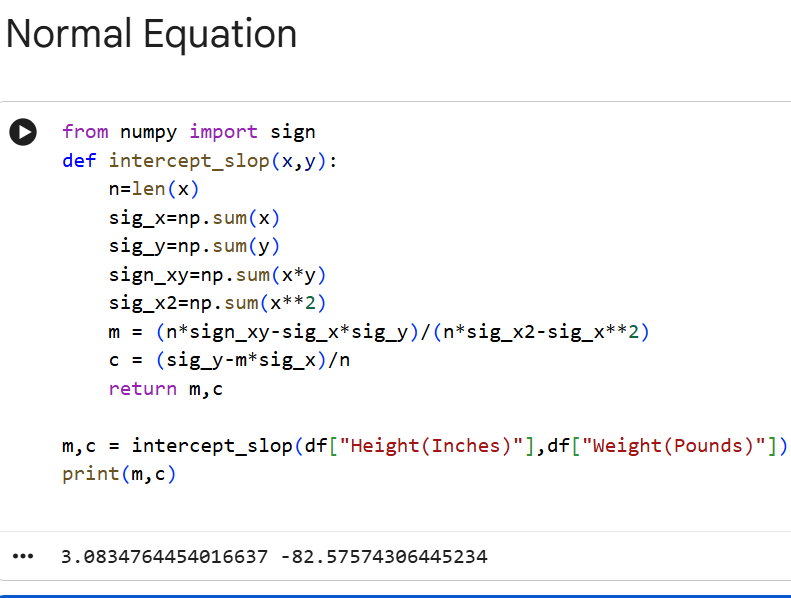 Normal Equation
from numpy import sign
def intercept_slop(x,y):
    n=len(x)
    sig_x=np.sum(x)
    sig_y=np.sum(y)
    sign_xy=np.sum(x*y)
    sig_x2=np.sum(x**2)
    m = (n*sign_xy-sig_x*sig_y)/(n*sig_x2-sig_x**2)
    c = (sig_y-m*sig_x)/n
    return m,c
m,c = intercept_slop(df["Height(Inches)"],df["Weight(Pounds)"])
print(m,c)
3.0834764454016637 -82.57574306445234